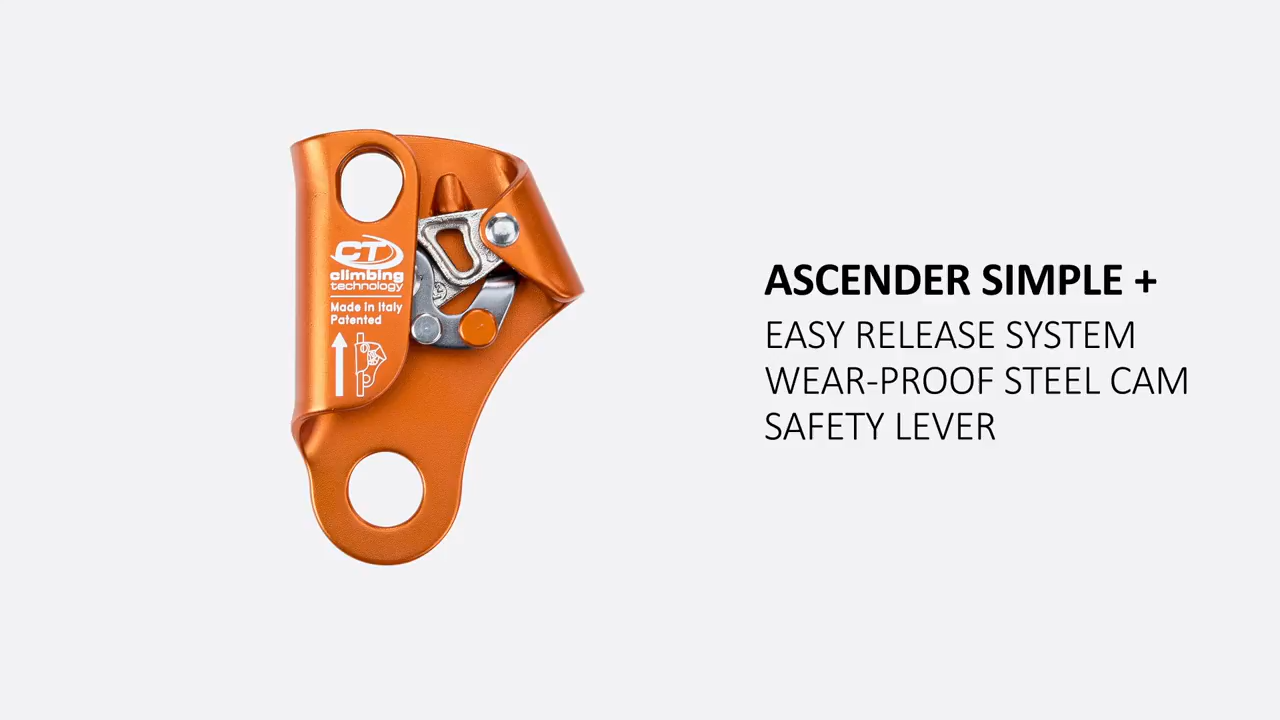 CT
climbing
technology
Made in Italy
Patented
ASCENDER SIMPLE +
EASY RELEASE SYSTEM
WEAR-PROOF STEEL CAM
SAFETY LEVER